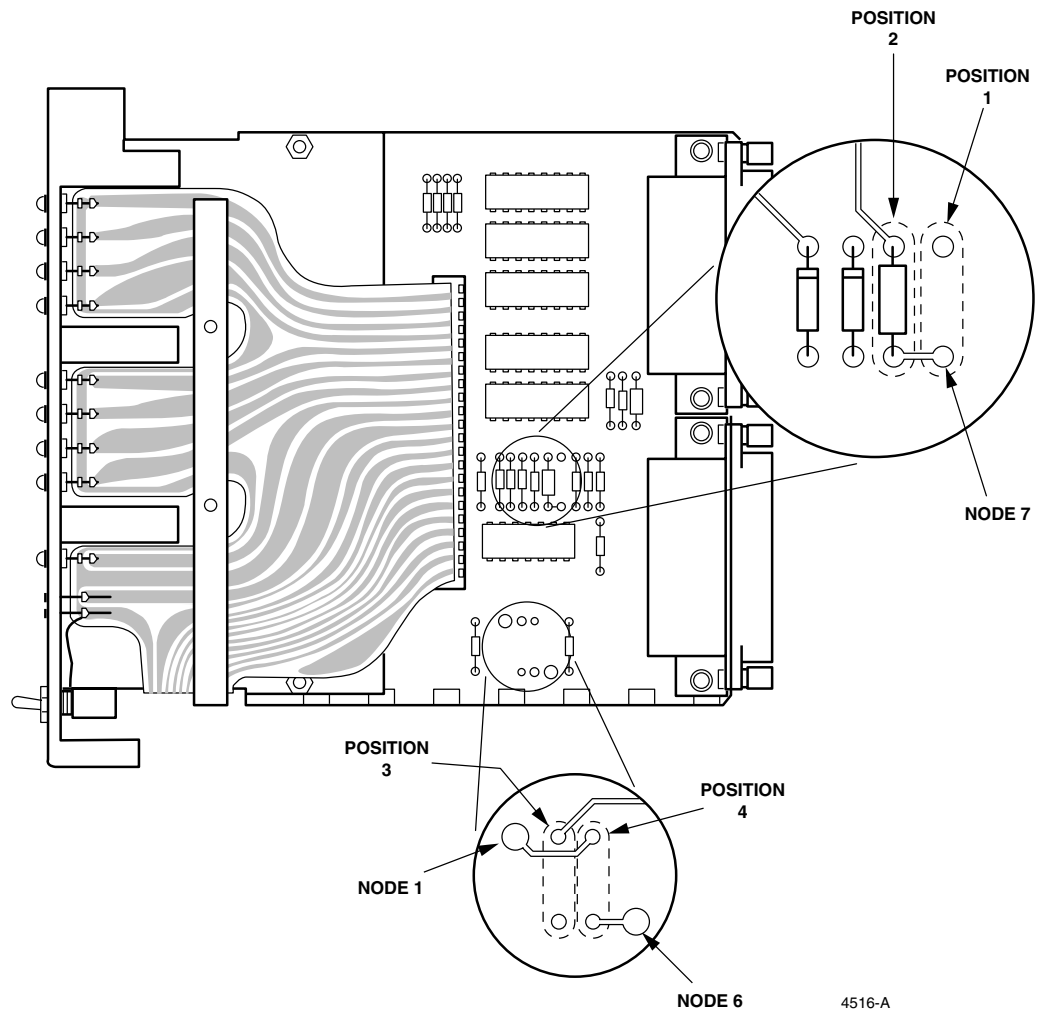 POSITION
2
POSITION
1
NODE 7
POSITION
3
POSITION
4
NODE 1
NODE 6
4516-A